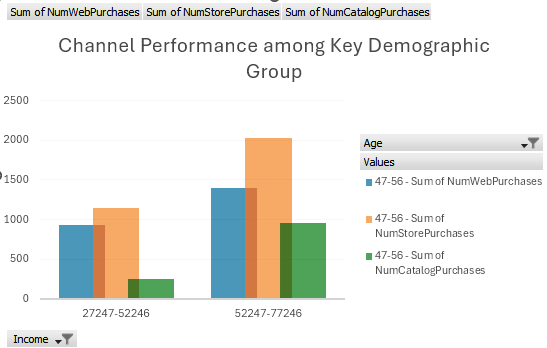 Sum of NumWebPurchases Sum of NumStorePurchases Sum of NumCatalogPurchases
Channel Performance among Key Demographic
Group
2500
2000
1500
1000
500
0
27247-52246 52247-77246
Age
Values
47-56 - Sum of NumWebPurchases
47-56 - Sum of
NumStorePurchases
47-56 - Sum of
NumCatalogPurchases
Income